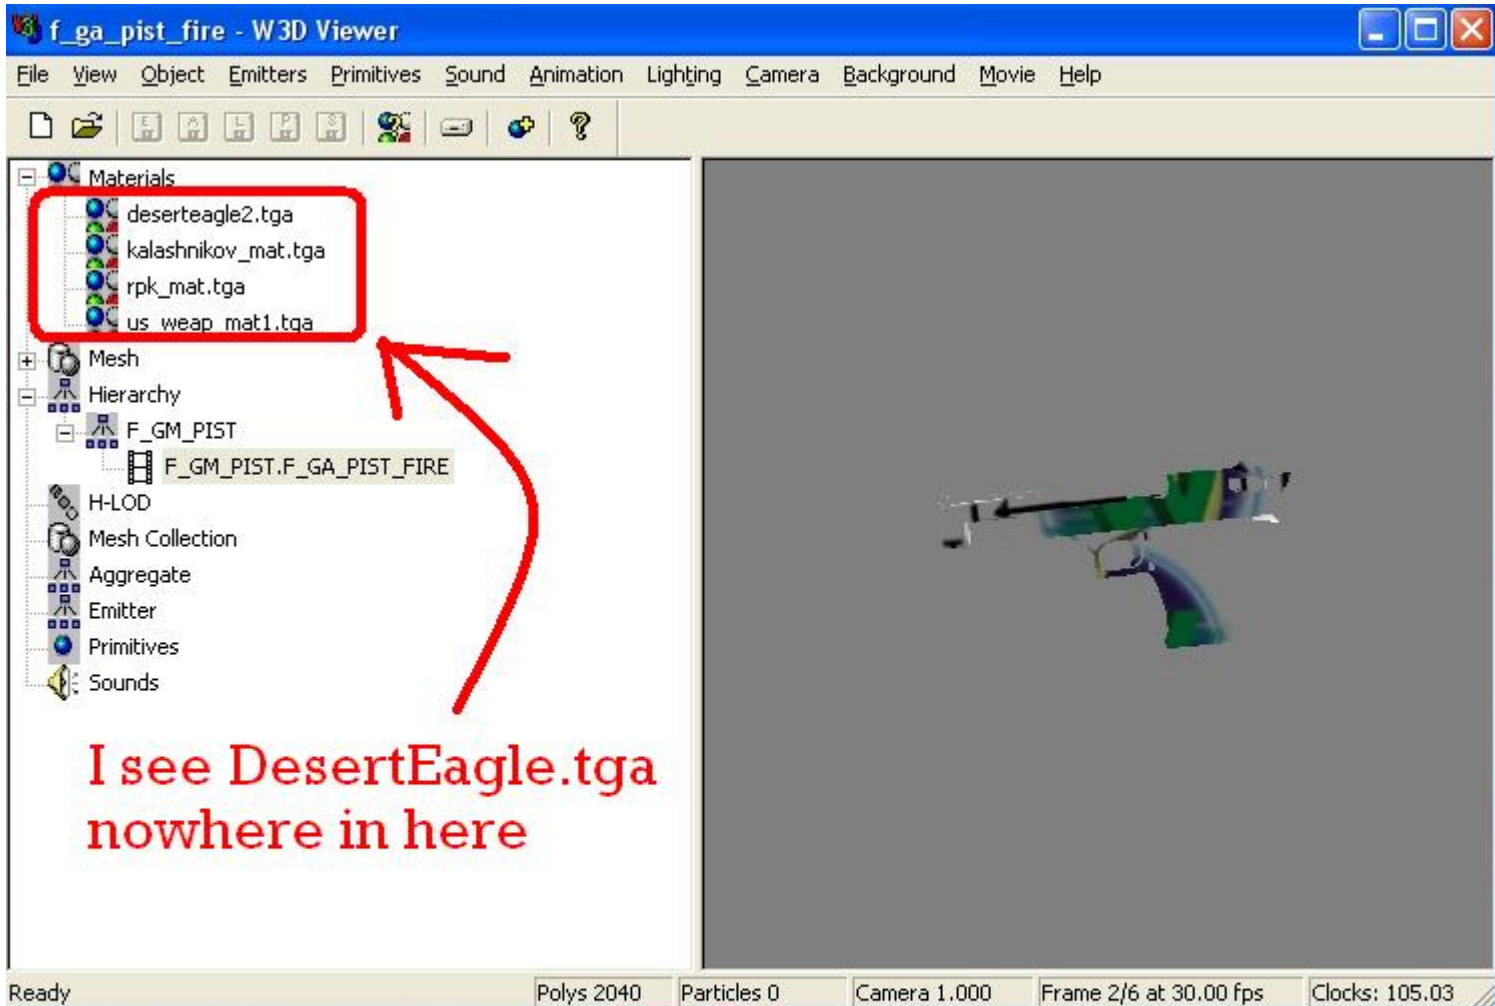 f_ga_pist_fire - W3D Viewer
File View Object Emitters Primitives Sound Animation Lighting Camera Background Movie Help
Materials
deserteagle2.tga
kalashnikov_mat.tga
rpk_mat.tga
us_weap_mat1.tga
Mesh
Hierarchy
F_GM_PIST
F_GM_PIST.F_GA_PIST_FIRE
H-LOD
Mesh Collection
Aggregate
Emitter
Primitives
Sounds
I see DesertEagle.tga
nowhere in here
Ready Polys 2040 Particles 0 Camera 1.000 Frame 2/6 at 30.00 fps Clocks: 105.03